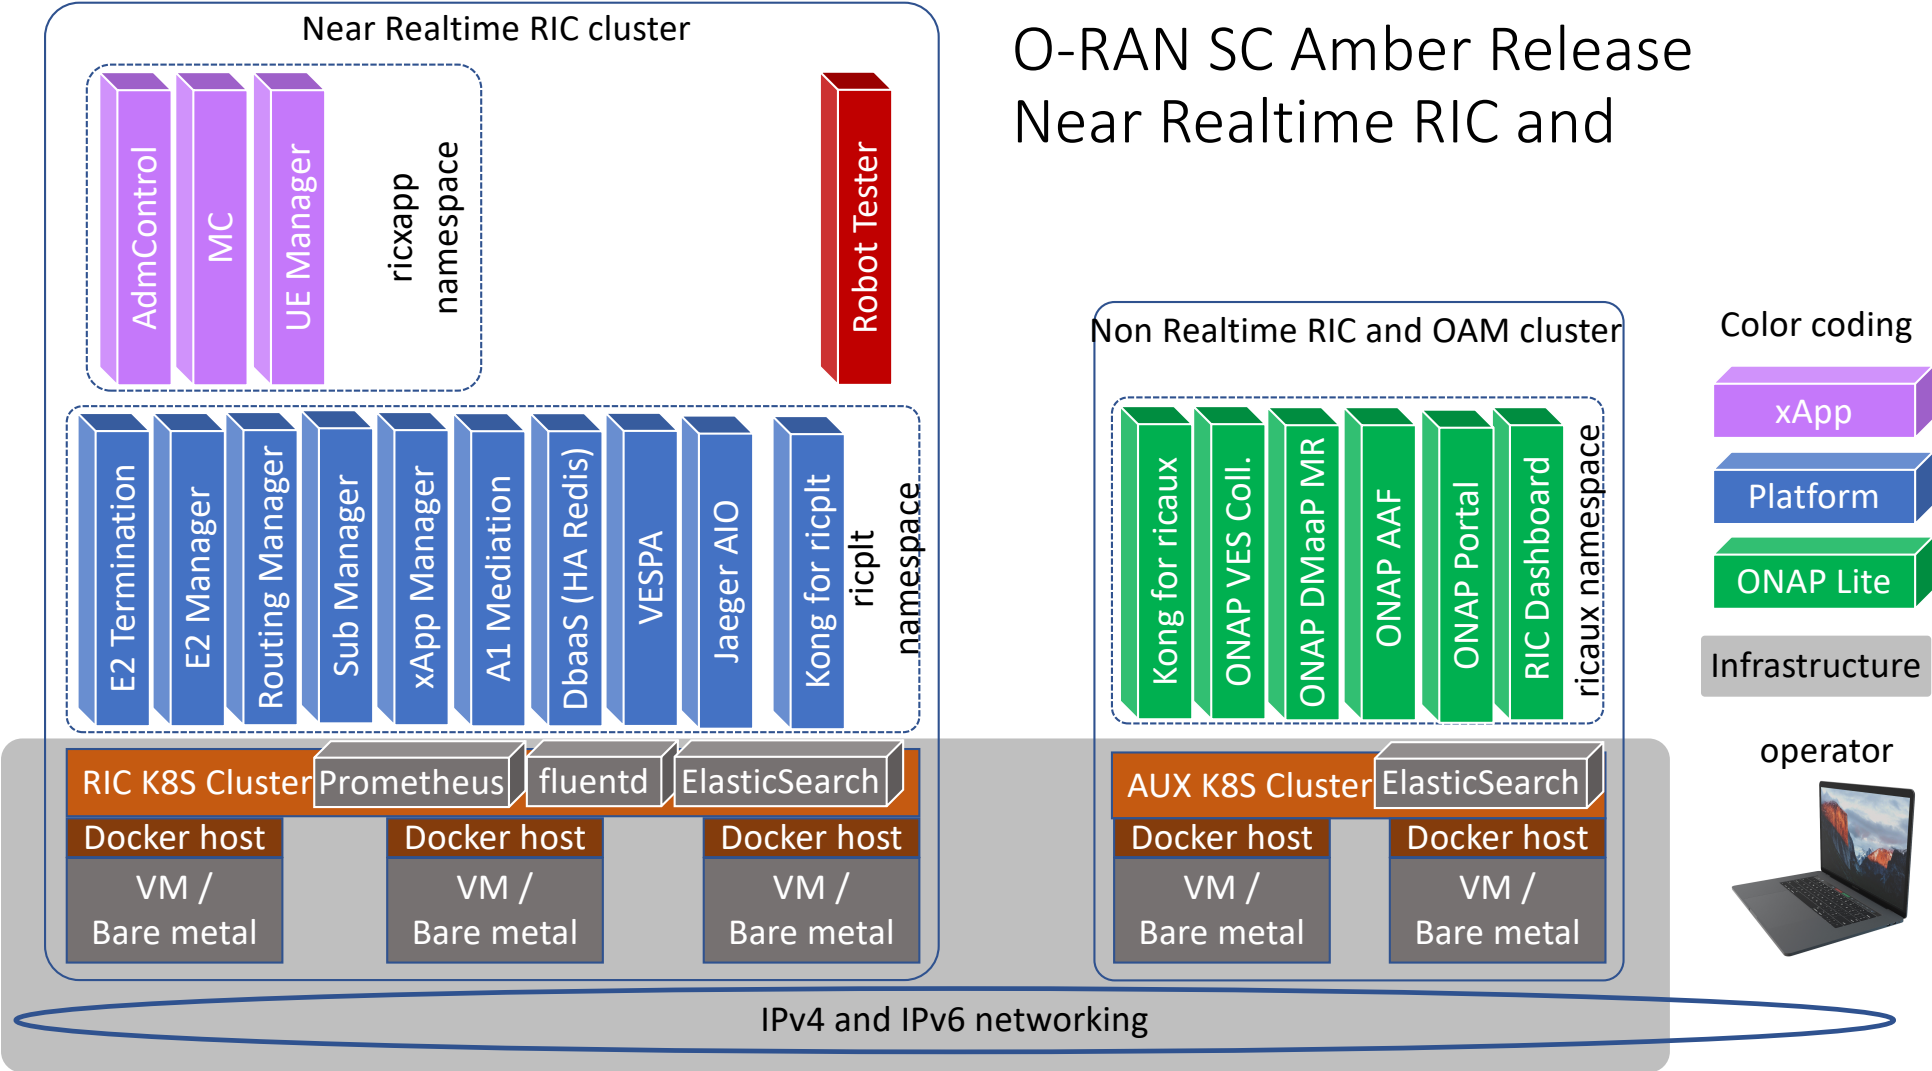 Near Realtime RIC cluster
O-RAN SC Amber Release
Near Realtime RIC and
AdmControl
MC
UE Manager
ricxapp
namespace
Robot Tester
E2 Termination
E2 Manager
Routing Manager
Sub Manager
xApp Manager
A1 Mediation
DbaaS (HA Redis)
VESPA
Jaeger AIO
Kong for ricplt
ricplt
namespace
RIC K8S Cluster
Prometheus
fluentd
ElasticSearch
Docker host
Docker host
Docker host
VM /
Bare metal
VM /
Bare metal
VM /
Bare metal
Non Realtime RIC and OAM cluster
Kong for ricaux
ONAP VES Coll.
ONAP DMaaP MR
ONAP AAF
ONAP Portal
RIC Dashboard
ricaux namespace
AUX K8S Cluster
ElasticSearch
Docker host
Docker host
VM /
Bare metal
VM /
Bare metal
Color coding
xApp
Platform
ONAP Lite
Infrastructure
operator
IPv4 and IPv6 networking